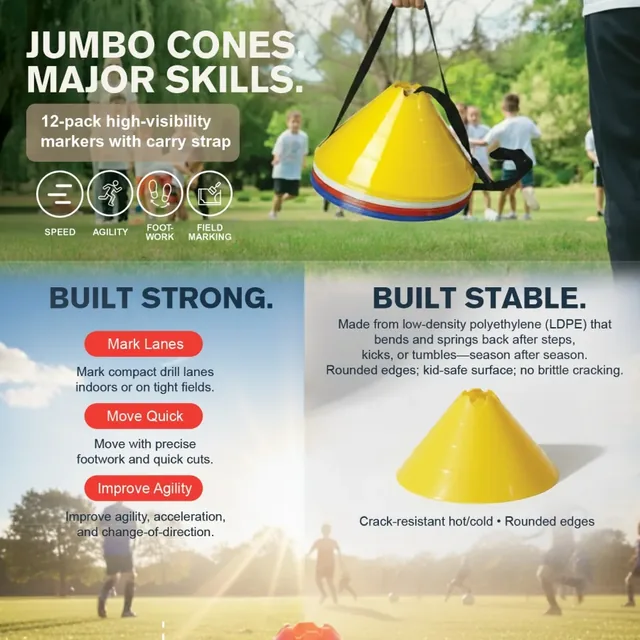 JUMBO CONES.
MAJOR SKILLS.
12-pack high-visibility
markers with carry strap
SPEED
AGILITY
FOOT-
WORK
FIELD
MARKING
BUILT STRONG.
Mark Lanes
Mark compact drill lanes
indoors or on tight fields.
Move Quick
Move with precise
footwork and quick cuts.
Improve Agility
Improve agility, acceleration,
and change-of-direction.
BUILT STABLE.
Made from low-density polyethylene (LDPE) that
bends and springs back after steps,
kicks, or tumbles—season after season.
Rounded edges; kid-safe surface; no brittle cracking.
Crack-resistant hot/cold • Rounded edges